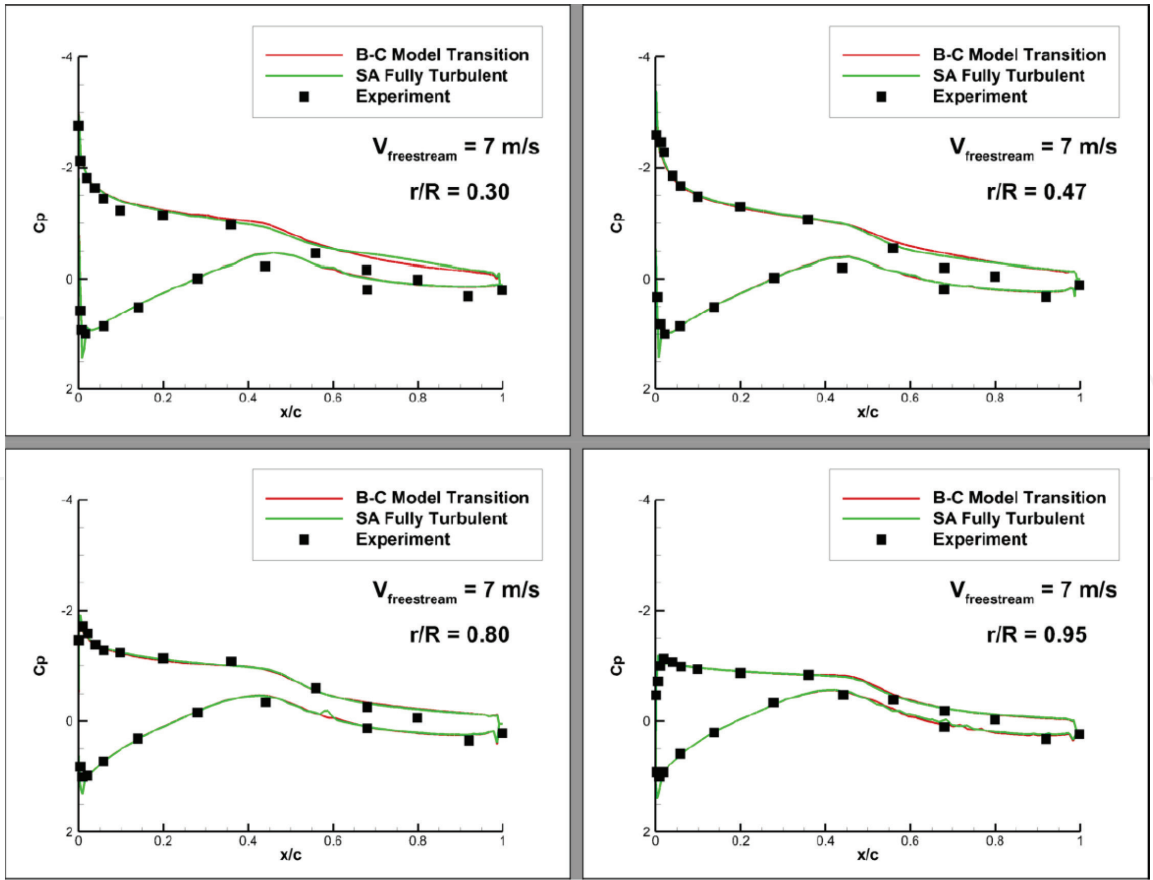 B-C Model Transition
SA Fully Turbulent
Experiment
V_freestream = 7 m/s
r/R = 0.30
-4
-2
0
2
Cp
0 0.2 0.4 0.6 0.8 1
x/c
B-C Model Transition
SA Fully Turbulent
Experiment
V_freestream = 7 m/s
r/R = 0.47
-4
-2
0
2
Cp
0 0.2 0.4 0.6 0.8 1
x/c
B-C Model Transition
SA Fully Turbulent
Experiment
V_freestream = 7 m/s
r/R = 0.80
-4
-2
0
2
Cp
0 0.2 0.4 0.6 0.8 1
x/c
B-C Model Transition
SA Fully Turbulent
Experiment
V_freestream = 7 m/s
r/R = 0.95
-4
-2
0
2
Cp
0 0.2 0.4 0.6 0.8 1
x/c